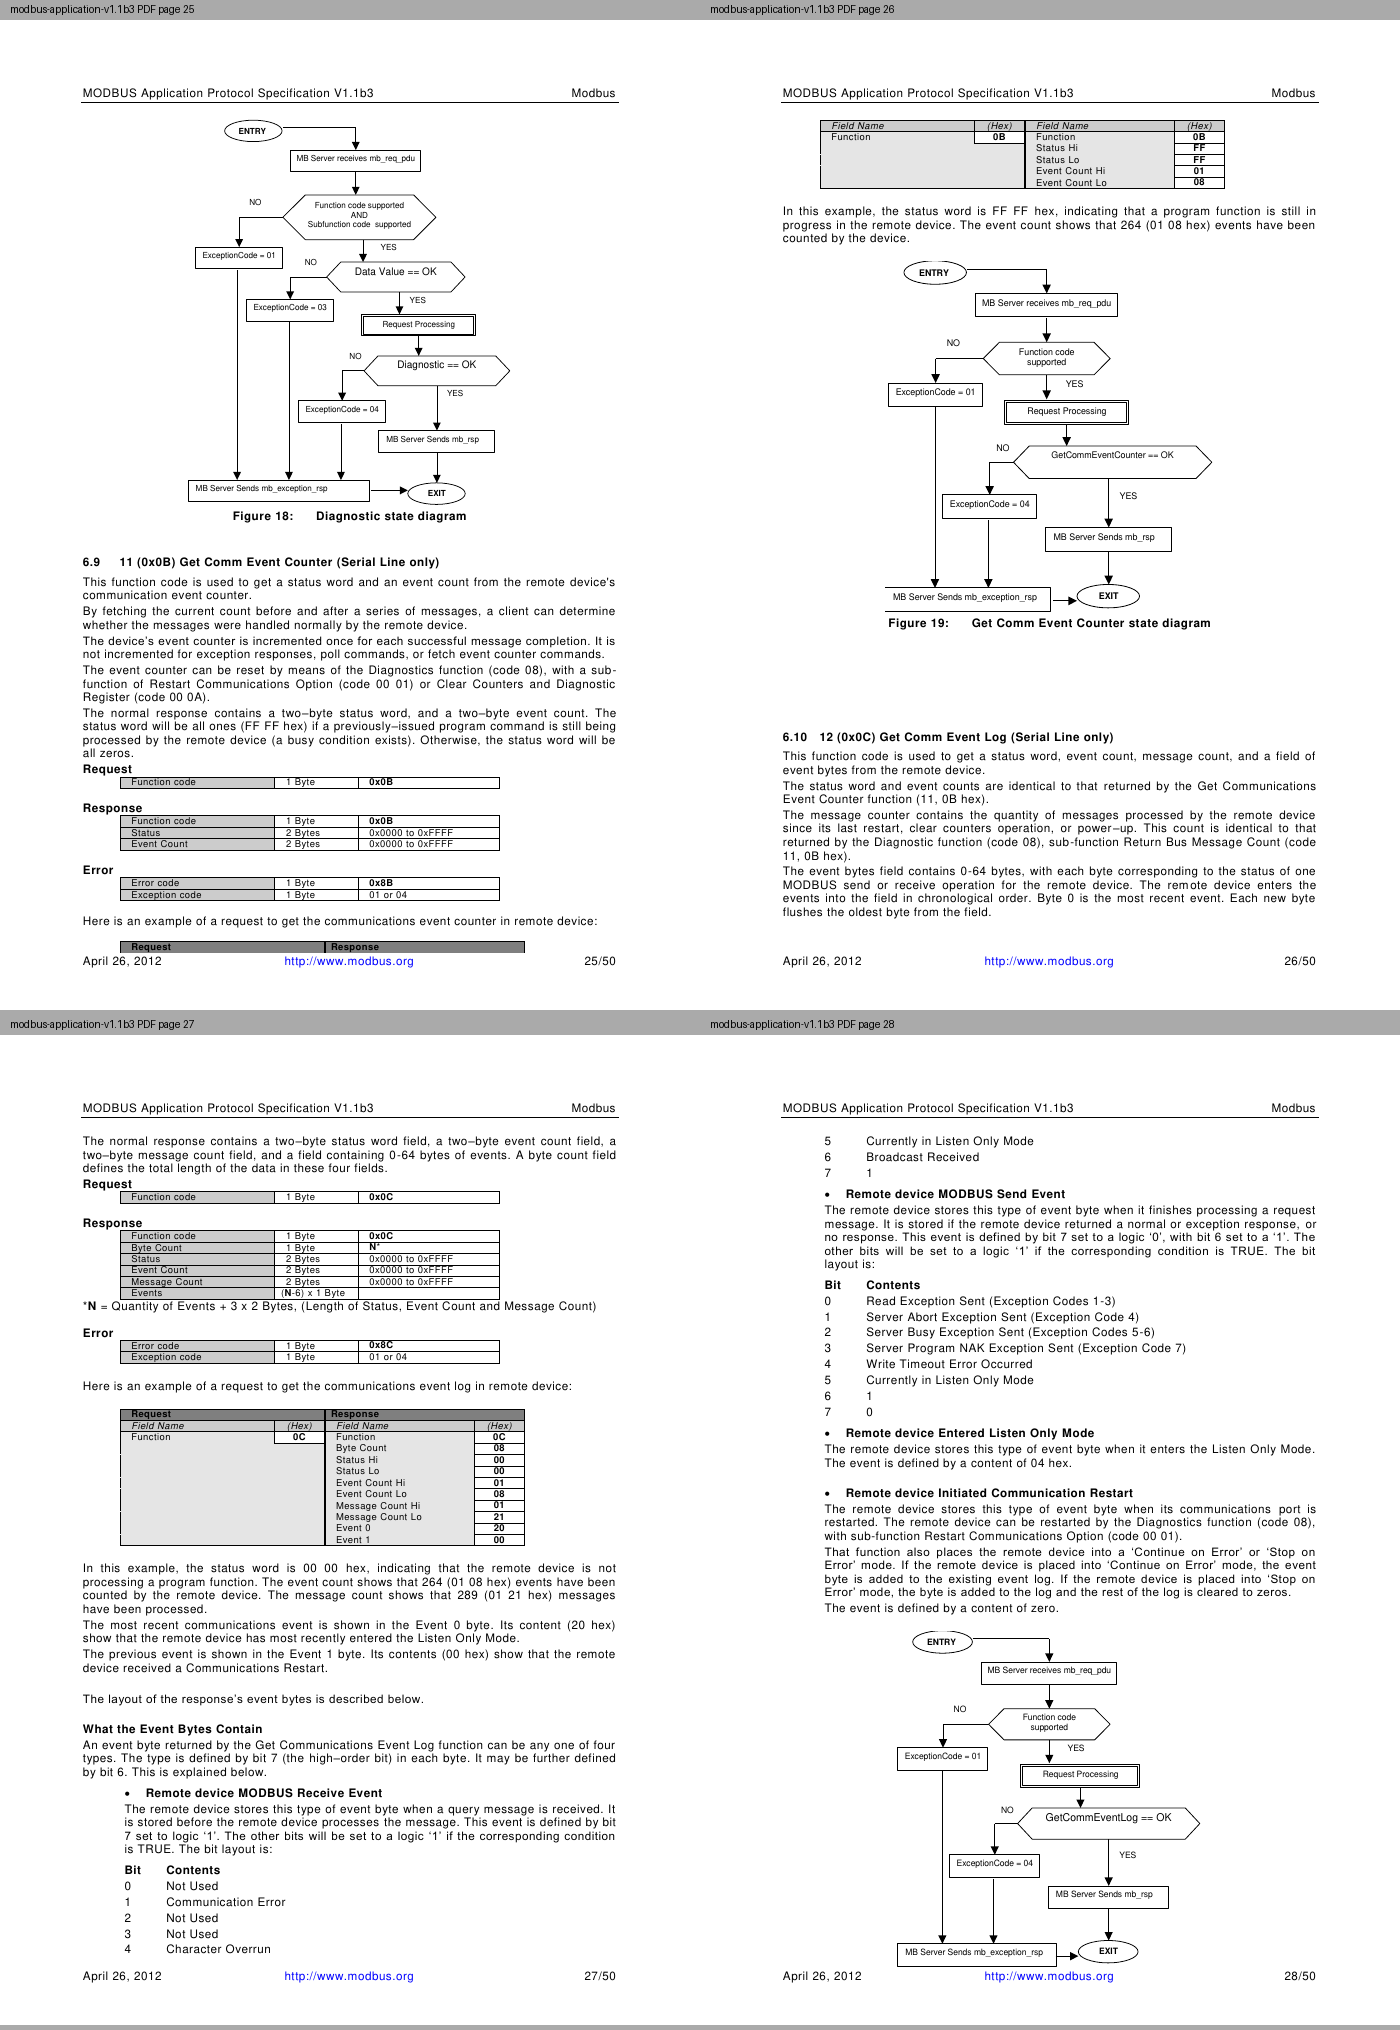 modbus-application-v1.1b3 PDF page 25
MODBUS Application Protocol Specification V1.1b3 Modbus
ENTRY
MB Server receives mb_req_pdu
NO
Function code supported
AND
Subfunction code supported
YES
ExceptionCode = 01
NO
Data Value == OK
YES
ExceptionCode = 03
Request Processing
NO
Diagnostic == OK
YES
ExceptionCode = 04
MB Server Sends mb_rsp
MB Server Sends mb_exception_rsp
EXIT
Figure 18: Diagnostic state diagram
6.9 11 (0x0B) Get Comm Event Counter (Serial Line only)
This function code is used to get a status word and an event count from the remote device's
communication event counter.
By fetching the current count before and after a series of messages, a client can determine
whether the messages were handled normally by the remote device.
The device's event counter is incremented once for each successful message completion. It is
not incremented for exception responses, poll commands, or fetch event counter commands.
The event counter can be reset by means of the Diagnostics function (code 08), with a sub-
function of Restart Communications Option (code 00 01) or Clear Counters and Diagnostic
Register (code 00 0A).
The normal response contains a two–byte status word, and a two–byte event count. The
status word will be all ones (FF FF hex) if a previously–issued program command is still being
processed by the remote device (a busy condition exists). Otherwise, the status word will be
all zeros.
Request
Function code 1 Byte 0x0B
Response
Function code 1 Byte 0x0B
Status 2 Bytes 0x0000 to 0xFFFF
Event Count 2 Bytes 0x0000 to 0xFFFF
Error
Error code 1 Byte 0x8B
Exception code 1 Byte 01 or 04
Here is an example of a request to get the communications event counter in remote device:
Request Response
April 26, 2012 http://www.modbus.org 25/50
modbus-application-v1.1b3 PDF page 26
MODBUS Application Protocol Specification V1.1b3 Modbus
Field Name (Hex) Field Name (Hex)
Function 0B Function 0B
Status Hi FF
Status Lo FF
Event Count Hi 01
Event Count Lo 08
In this example, the status word is FF FF hex, indicating that a program function is still in
progress in the remote device. The event count shows that 264 (01 08 hex) events have been
counted by the device.
ENTRY
MB Server receives mb_req_pdu
NO
Function code
supported
YES
ExceptionCode = 01
Request Processing
NO
GetCommEventCounter == OK
YES
ExceptionCode = 04
MB Server Sends mb_rsp
MB Server Sends mb_exception_rsp
EXIT
Figure 19: Get Comm Event Counter state diagram
6.10 12 (0x0C) Get Comm Event Log (Serial Line only)
This function code is used to get a status word, event count, message count, and a field of
event bytes from the remote device.
The status word and event counts are identical to that returned by the Get Communications
Event Counter function (11, 0B hex).
The message counter contains the quantity of messages processed by the remote device
since its last restart, clear counters operation, or power–up. This count is identical to that
returned by the Diagnostic function (code 08), sub-function Return Bus Message Count (code
11, 0B hex).
The event bytes field contains 0-64 bytes, with each byte corresponding to the status of one
MODBUS send or receive operation for the remote device. The remote device enters the
events into the field in chronological order. Byte 0 is the most recent event. Each new byte
flushes the oldest byte from the field.
April 26, 2012 http://www.modbus.org 26/50
modbus-application-v1.1b3 PDF page 27
MODBUS Application Protocol Specification V1.1b3 Modbus
The normal response contains a two–byte status word field, a two–byte event count field, a
two–byte message count field, and a field containing 0-64 bytes of events. A byte count field
defines the total length of the data in these four fields.
Request
Function code 1 Byte 0x0C
Response
Function code 1 Byte 0x0C
Byte Count 1 Byte N*
Status 2 Bytes 0x0000 to 0xFFFF
Event Count 2 Bytes 0x0000 to 0xFFFF
Message Count 2 Bytes 0x0000 to 0xFFFF
Events (N-6) x 1 Byte
*N = Quantity of Events + 3 x 2 Bytes, (Length of Status, Event Count and Message Count)
Error
Error code 1 Byte 0x8C
Exception code 1 Byte 01 or 04
Here is an example of a request to get the communications event log in remote device:
Request Response
Field Name (Hex) Field Name (Hex)
Function 0C Function 0C
Byte Count 08
Status Hi 00
Status Lo 00
Event Count Hi 01
Event Count Lo 08
Message Count Hi 01
Message Count Lo 21
Event 0 20
Event 1 00
In this example, the status word is 00 00 hex, indicating that the remote device is not
processing a program function. The event count shows that 264 (01 08 hex) events have been
counted by the remote device. The message count shows that 289 (01 21 hex) messages
have been processed.
The most recent communications event is shown in the Event 0 byte. Its content (20 hex)
show that the remote device has most recently entered the Listen Only Mode.
The previous event is shown in the Event 1 byte. Its contents (00 hex) show that the remote
device received a Communications Restart.
The layout of the response's event bytes is described below.
What the Event Bytes Contain
An event byte returned by the Get Communications Event Log function can be any one of four
types. The type is defined by bit 7 (the high–order bit) in each byte. It may be further defined
by bit 6. This is explained below.
• Remote device MODBUS Receive Event
The remote device stores this type of event byte when a query message is received. It
is stored before the remote device processes the message. This event is defined by bit
7 set to logic '1'. The other bits will be set to a logic '1' if the corresponding condition
is TRUE. The bit layout is:
Bit Contents
0 Not Used
1 Communication Error
2 Not Used
3 Not Used
4 Character Overrun
April 26, 2012 http://www.modbus.org 27/50
modbus-application-v1.1b3 PDF page 28
MODBUS Application Protocol Specification V1.1b3 Modbus
5 Currently in Listen Only Mode
6 Broadcast Received
7 1
• Remote device MODBUS Send Event
The remote device stores this type of event byte when it finishes processing a request
message. It is stored if the remote device returned a normal or exception response, or
no response. This event is defined by bit 7 set to a logic '0', with bit 6 set to a '1'. The
other bits will be set to a logic '1' if the corresponding condition is TRUE. The bit
layout is:
Bit Contents
0 Read Exception Sent (Exception Codes 1-3)
1 Server Abort Exception Sent (Exception Code 4)
2 Server Busy Exception Sent (Exception Codes 5-6)
3 Server Program NAK Exception Sent (Exception Code 7)
4 Write Timeout Error Occurred
5 Currently in Listen Only Mode
6 1
7 0
• Remote device Entered Listen Only Mode
The remote device stores this type of event byte when it enters the Listen Only Mode.
The event is defined by a content of 04 hex.
• Remote device Initiated Communication Restart
The remote device stores this type of event byte when its communications port is
restarted. The remote device can be restarted by the Diagnostics function (code 08),
with sub-function Restart Communications Option (code 00 01).
That function also places the remote device into a 'Continue on Error' or 'Stop on
Error' mode. If the remote device is placed into 'Continue on Error' mode, the event
byte is added to the existing event log. If the remote device is placed into 'Stop on
Error' mode, the byte is added to the log and the rest of the log is cleared to zeros.
The event is defined by a content of zero.
ENTRY
MB Server receives mb_req_pdu
NO
Function code
supported
YES
ExceptionCode = 01
Request Processing
NO
GetCommEventLog == OK
YES
ExceptionCode = 04
MB Server Sends mb_rsp
MB Server Sends mb_exception_rsp
EXIT
April 26, 2012 http://www.modbus.org 28/50